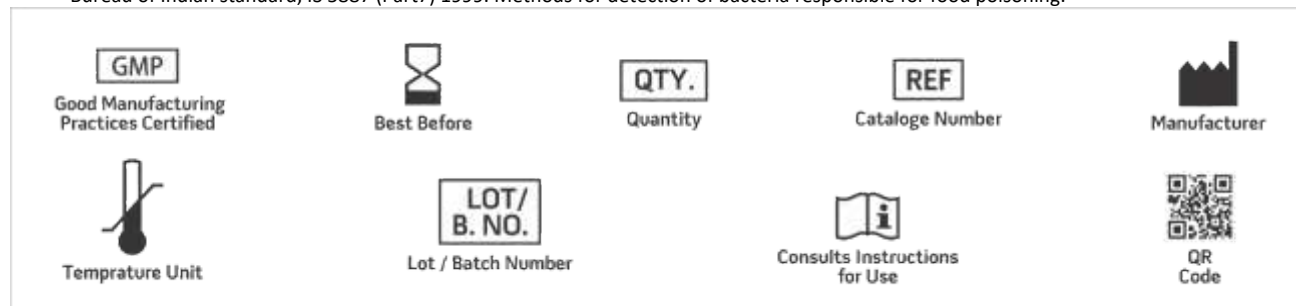 Bureau of Indian standard, IS 5887 (Part7) 1999. Methods for detection of bacteria responsible for food poisoning.
GMP
Good Manufacturing
Practices Certified
Best Before
QTY.
Quantity
REF
Cataloge Number
Manufacturer
Temprature Unit
LOT/
B. NO.
Lot / Batch Number
i
Consults Instructions
for Use
QR
Code